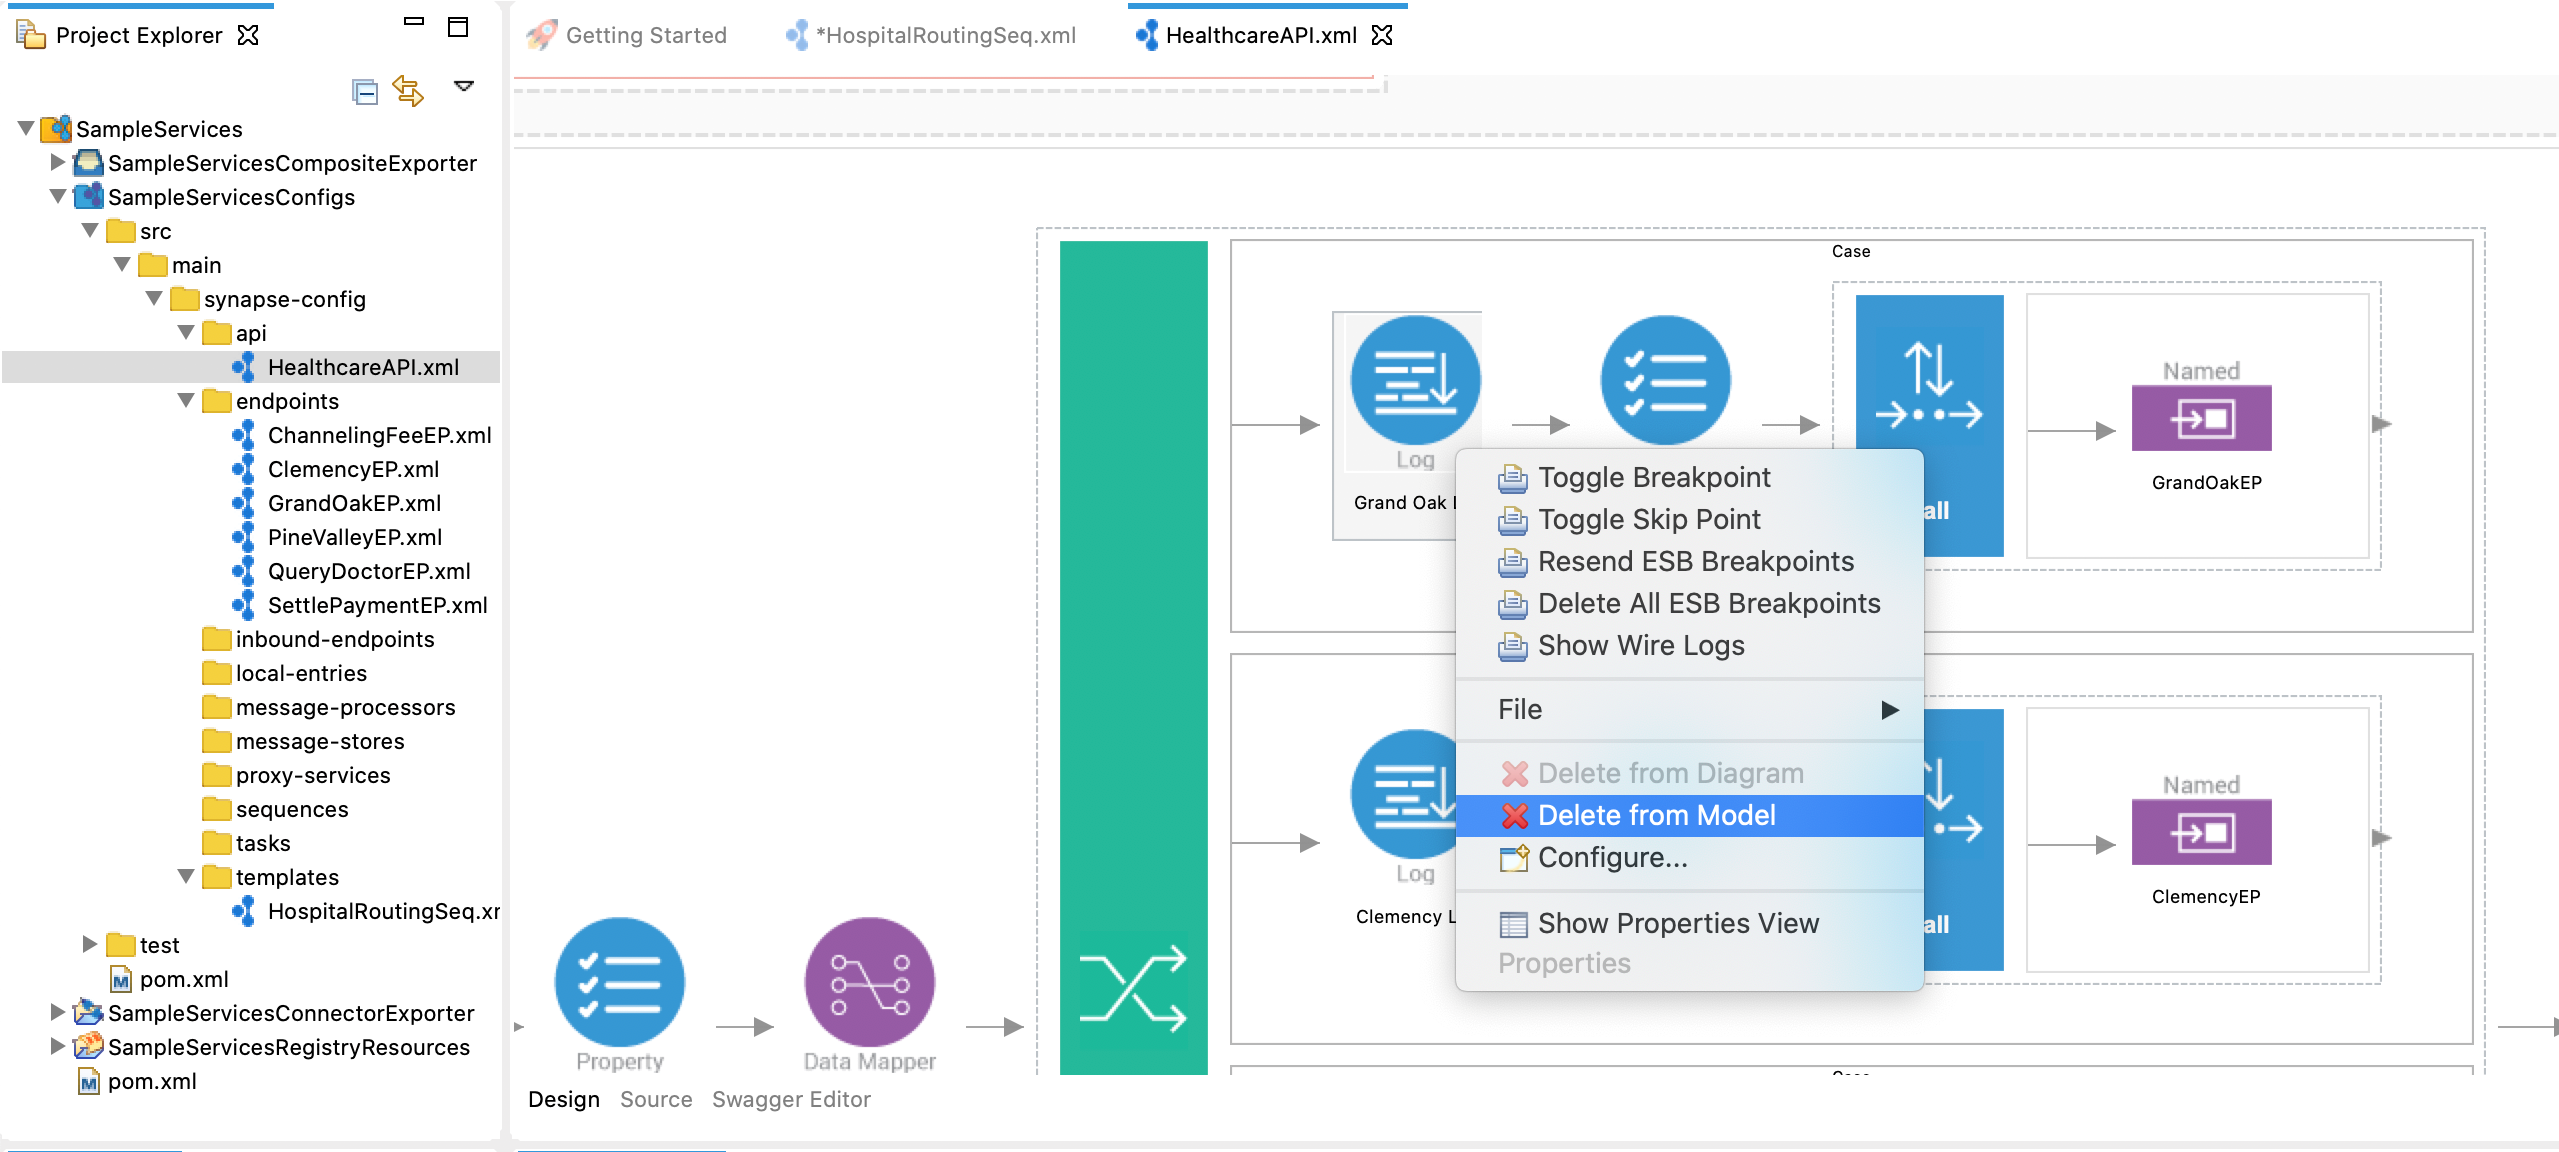 Project Explorer
SampleServices
SampleServicesCompositeExporter
SampleServicesConfigs
src
main
synapse-config
api
HealthcareAPI.xml
endpoints
ChannelingFeeEP.xml
ClemencyEP.xml
GrandOakEP.xml
PineValleyEP.xml
QueryDoctorEP.xml
SettlePaymentEP.xml
inbound-endpoints
local-entries
message-processors
message-stores
proxy-services
sequences
tasks
templates
HospitalRoutingSeq.xr
test
pom.xml
SampleServicesConnectorExporter
SampleServicesRegistryResources
pom.xml
Getting Started
*HospitalRoutingSeq.xml
HealthcareAPI.xml
Case
Log
Grand Oak
all
Named
GrandOakEP
Toggle Breakpoint
Toggle Skip Point
Resend ESB Breakpoints
Delete All ESB Breakpoints
Show Wire Logs
File
Delete from Diagram
Delete from Model
Configure...
Show Properties View
Properties
Log
Clemency L
all
Named
ClemencyEP
Property
Data Mapper
Design Source Swagger Editor